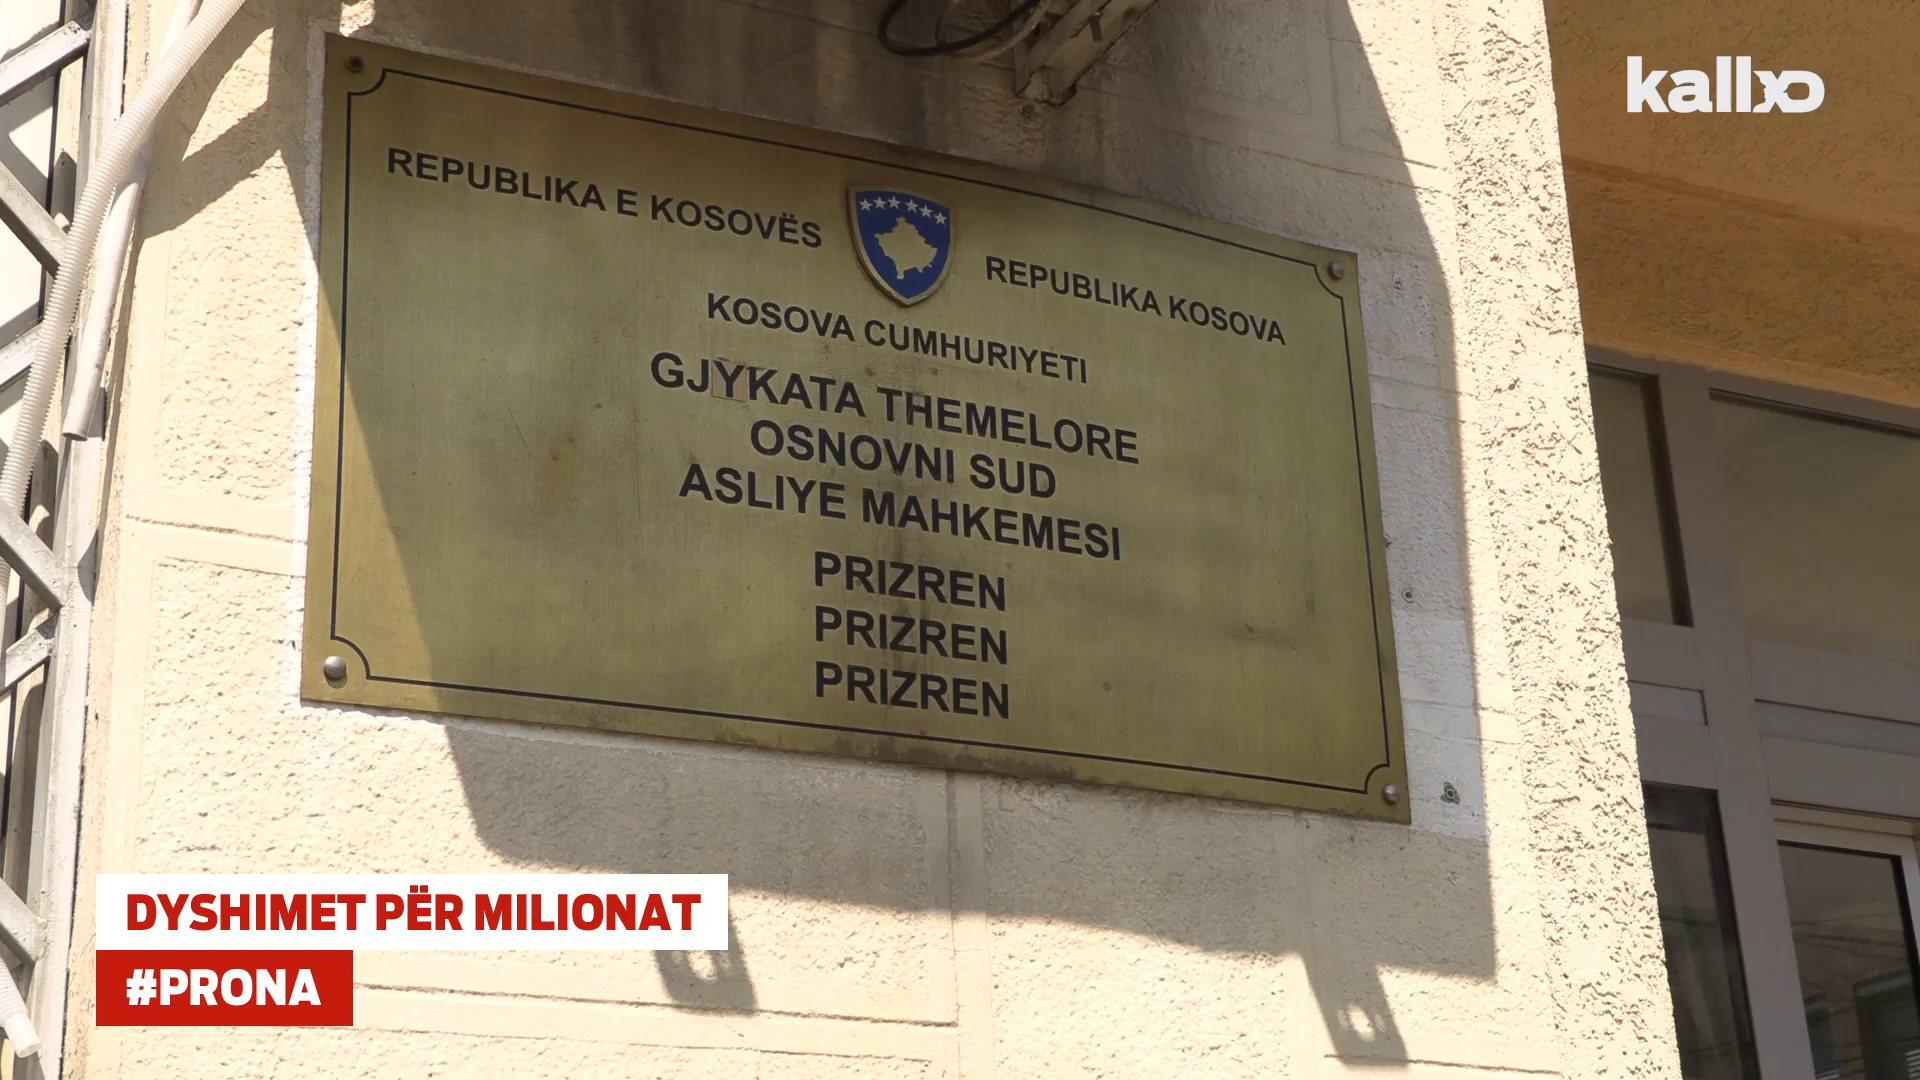 kallxo
REPUBLIKA E KOSOVËS
REPUBLIKA KOSOVA
KOSOVA CUMHURIYETI
GJYKATA THEMELORE
OSNOVNI SUD
ASLIYE MAHKEMESI
PRIZREN
PRIZREN
PRIZREN
DYSHIMET PËR MILIONAT
#PRONA